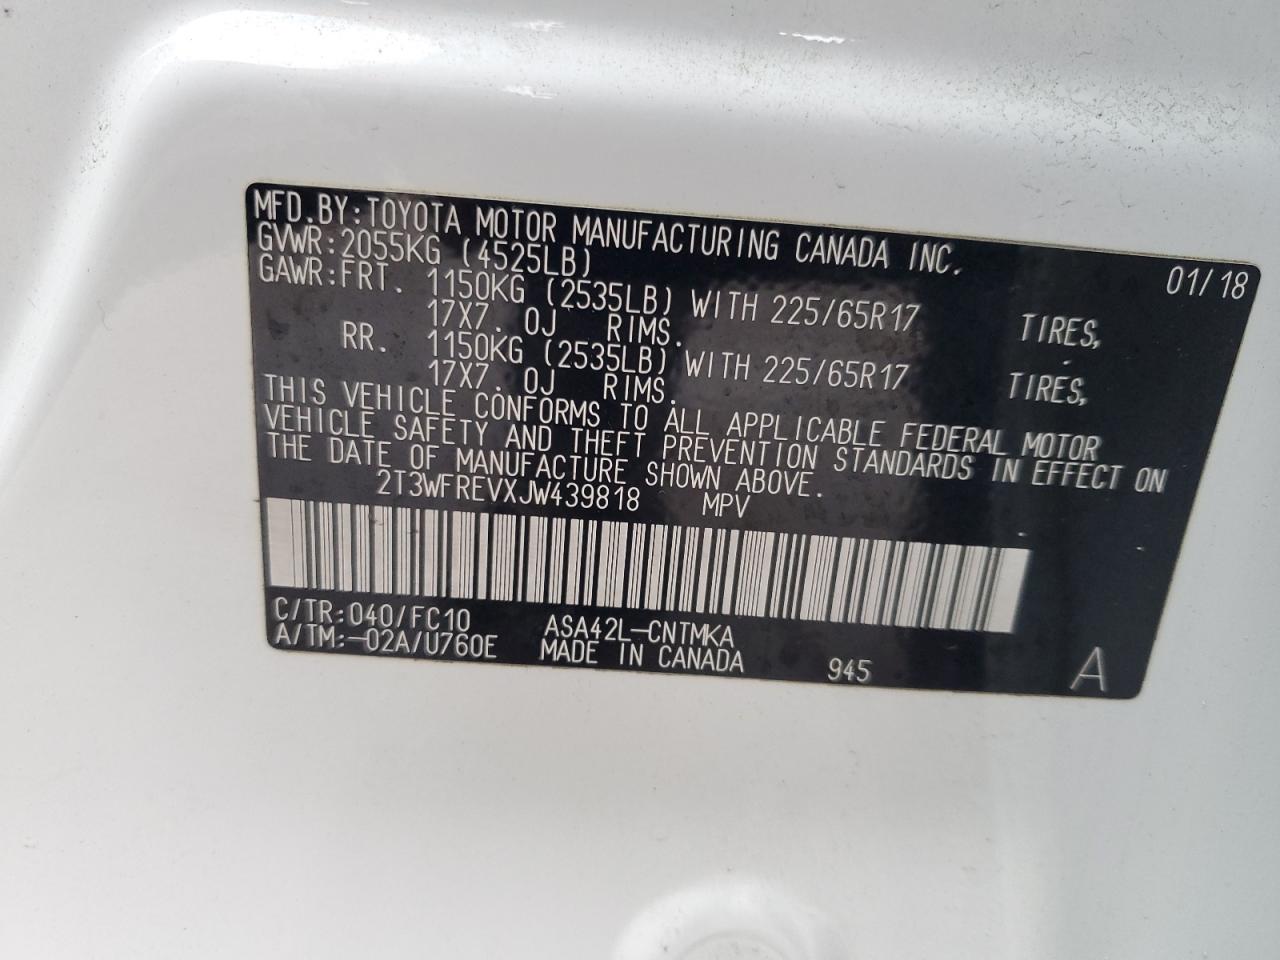 MFD.BY:TOYOTA MOTOR MANUFACTURING CANADA INC. 01/18
GVWR:2055KG (4525LB)
GAWR:FRT. 1150KG (2535LB) WITH 225/65R17 TIRES,
17X7. 0J RIMS.
RR. 1150KG (2535LB) WITH 225/65R17 TIRES,
17X7. 0J RIMS.
THIS VEHICLE CONFORMS TO ALL APPLICABLE FEDERAL MOTOR
VEHICLE SAFETY AND THEFT PREVENTION STANDARDS IN EFFECT ON
THE DATE OF MANUFACTURE SHOWN ABOVE.
2T3WFREVXJW439818 MPV
C/TR:040/FC10 ASA42L-CNTMKA
A/TM:-02A/U760E MADE IN CANADA 945 A